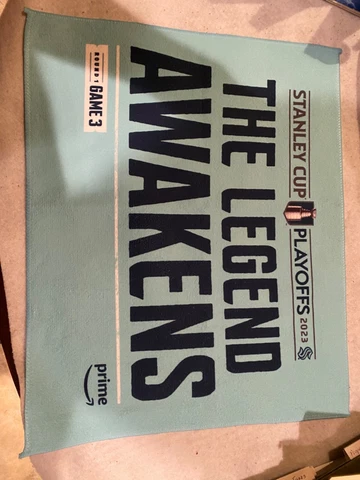 STANLEY CUP PLAYOFFS 2023
THE LEGEND
AWAKENS
ROUND 1 GAME 3
prime